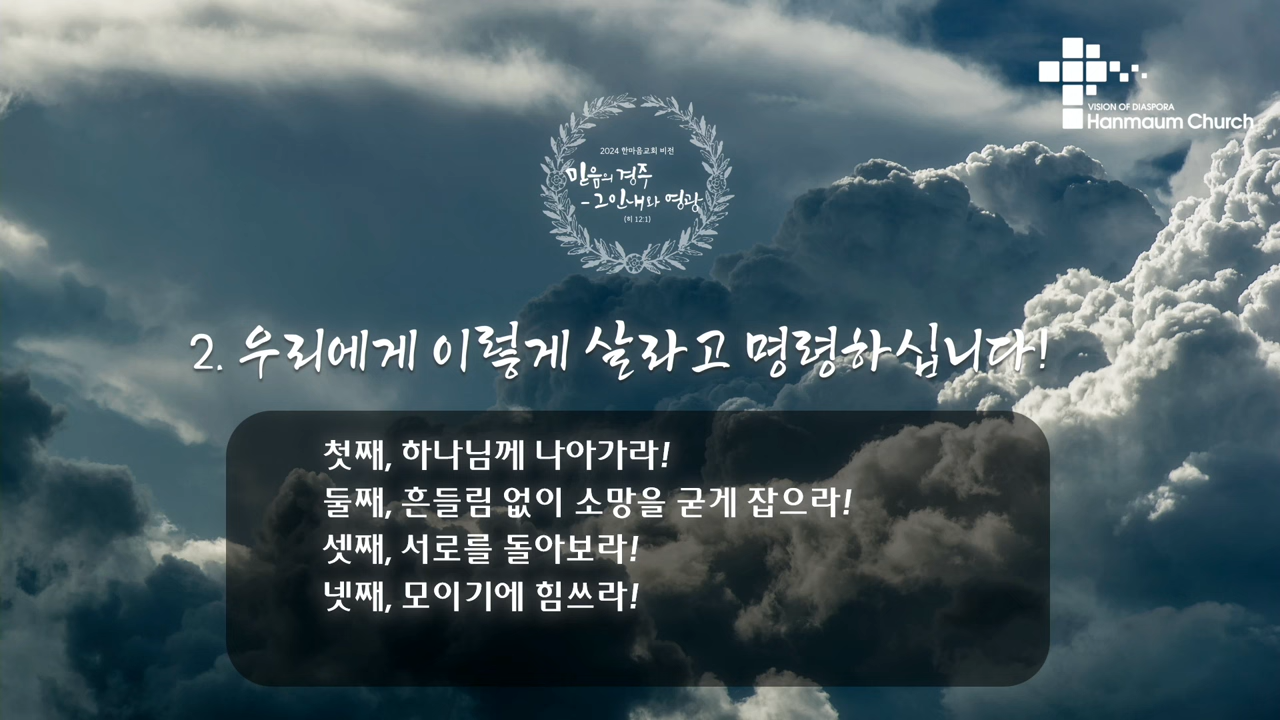 VISION OF DIASPORA
Hanmaum Church
2024 한마음교회 비전
믿음의 경주
- 그 인내와 영광
(히 12:1)
2. 우리에게 이렇게 살라고 명령하십니다!
첫째, 하나님께 나아가라!
둘째, 흔들림 없이 소망을 굳게 잡으라!
셋째, 서로를 돌아보라!
넷째, 모이기에 힘쓰라!